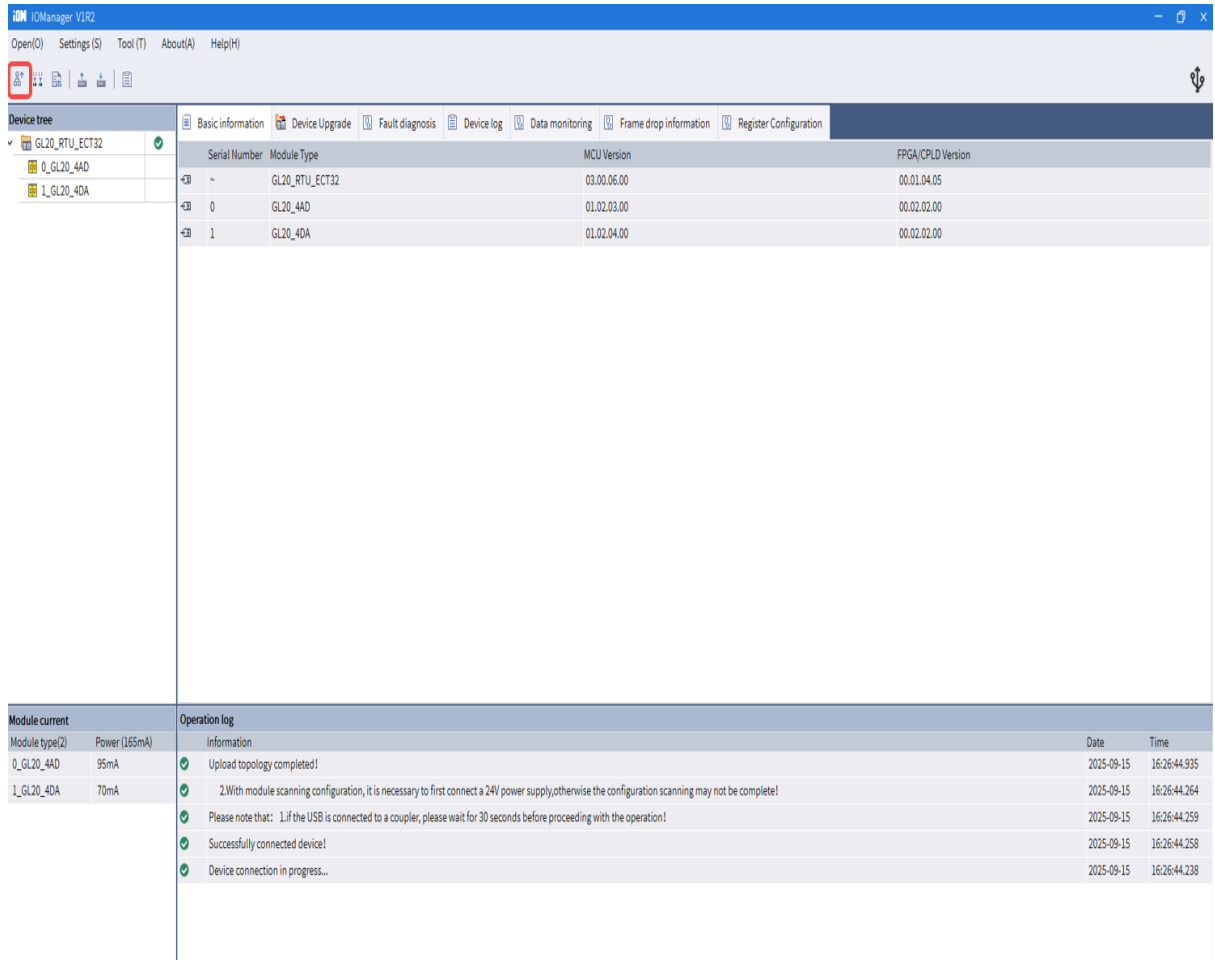 iOM IOManager V1R2
Open(O) Settings (S) Tool (T) About(A) Help(H)
Device tree
GL20_RTU_ECT32
0_GL20_4AD
1_GL20_4DA
Basic information Device Upgrade Fault diagnosis Device log Data monitoring Frame drop information Register Configuration
Serial Number Module Type MCU Version FPGA/CPLD Version
~ GL20_RTU_ECT32 03.00.06.00 00.01.04.05
0 GL20_4AD 01.02.03.00 00.02.02.00
1 GL20_4DA 01.02.04.00 00.02.02.00
Module current
Module type(2) Power (165mA)
0_GL20_4AD 95mA
1_GL20_4DA 70mA
Operation log
Information Date Time
Upload topology completed! 2025-09-15 16:26:44.935
2.With module scanning configuration, it is necessary to first connect a 24V power supply,otherwise the configuration scanning may not be complete! 2025-09-15 16:26:44.264
Please note that: 1.if the USB is connected to a coupler, please wait for 30 seconds before proceeding with the operation! 2025-09-15 16:26:44.259
Successfully connected device! 2025-09-15 16:26:44.258
Device connection in progress... 2025-09-15 16:26:44.238